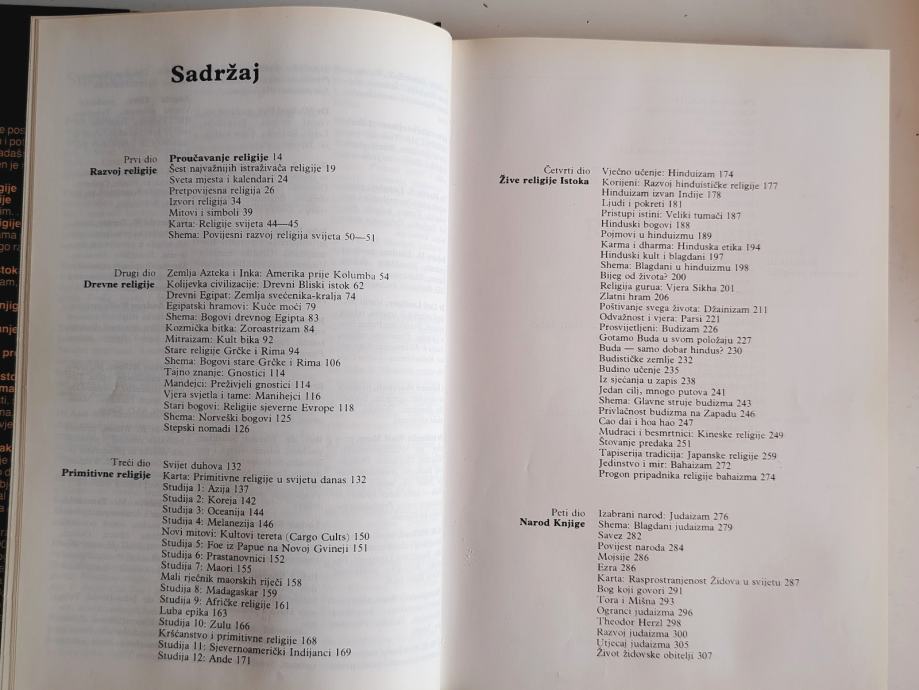 Sadržaj
Prvi dio
Razvoj religije
Proučavanje religije 14
Šest najvažnijih istraživača religije 19
Sveta mjesta i kalendari 24
Pretpovijesna religija 26
Izvori religija 34
Mitovi i simboli 39
Karta: Religije svijeta 44—45
Shema: Povijesni razvoj religija svijeta 50—51
Drugi dio
Drevne religije
Zemlja Azteka i Inka: Amerika prije Kolumba 54
Kolijevka civilizacije: Drevni Bliski istok 62
Drevni Egipat: Zemlja svećenika-kralja 74
Egipatski hramovi: Kuće moći 79
Shema: Bogovi drevnog Egipta 83
Kozmička bitka: Zoroastrizam 84
Mitraizam: Kult bika 92
Stare religije Grčke i Rima 94
Shema: Bogovi stare Grčke i Rima 106
Tajno znanje: Gnostici 114
Mandejci: Preživjeli gnostici 114
Vjera svjetla i tame: Manihejci 116
Stari bogovi: Religije sjeverne Evrope 118
Shema: Norveški bogovi 125
Stepski nomadi 126
Treći dio
Primitivne religije
Svijet duhova 132
Karta: Primitivne religije u svijetu danas 132
Studija 1: Azija 137
Studija 2: Koreja 142
Studija 3: Oceanija 144
Studija 4: Melanezija 146
Novi mitovi: Kultovi tereta (Cargo Cults) 150
Studija 5: Foe iz Papue na Novoj Gvineji 151
Studija 6: Prastanovnici 152
Studija 7: Maori 155
Mali rječnik maorskih riječi 158
Studija 8: Madagaskar 159
Studija 9: Afričke religije 161
Luba epika 163
Studija 10: Zulu 166
Kršćanstvo i primitivne religije 168
Studija 11: Sjevernoamerički Indijanci 169
Studija 12: Ande 171
Četvrti dio
Žive religije Istoka
Vječno učenje: Hinduizam 174
Korijeni: Razvoj hinduističke religije 177
Hinduizam izvan Indije 178
Ljudi i pokreti 181
Pristupi istini: Veliki tumači 187
Hinduski bogovi 188
Pojmovi u hinduizmu 189
Karma i dharma: Hinduska etika 194
Hinduski kult i blagdani 197
Shema: Blagdani u hinduizmu 198
Bijeg od života? 200
Religija gurua: Vjera Sikha 201
Zlatni hram 206
Poštivanje svega života: Džainizam 211
Odvažnost i vjera: Parsi 221
Prosvijetljeni: Budizam 226
Gotamo Buda u svom položaju 227
Buda — samo dobar hindus? 230
Budističke zemlje 232
Budino učenje 235
Iz sjećanja u zapis 238
Jedan cilj, mnogo putova 241
Shema: Glavne struje budizma 243
Privlačnost budizma na Zapadu 246
Cao dai i hoa hao 247
Mudraci i besmrtnici: Kineske religije 249
Štovanje predaka 251
Tapiserija tradicija: Japanske religije 259
Jedinstvo i mir: Bahaizam 272
Progon pripadnika religije bahaizma 274
Peti dio
Narod Knjige
Izabrani narod: Judaizam 276
Shema: Blagdani judaizma 279
Savez 282
Povijest naroda 284
Mojsije 286
Ezra 286
Karta: Rasprostranjenost Židova u svijetu 287
Bog koji govori 291
Tora i Mišna 293
Ogranci judaizma 296
Theodor Herzl 298
Razvoj judaizma 300
Utjecaj judaizma 305
Život židovske obitelji 307